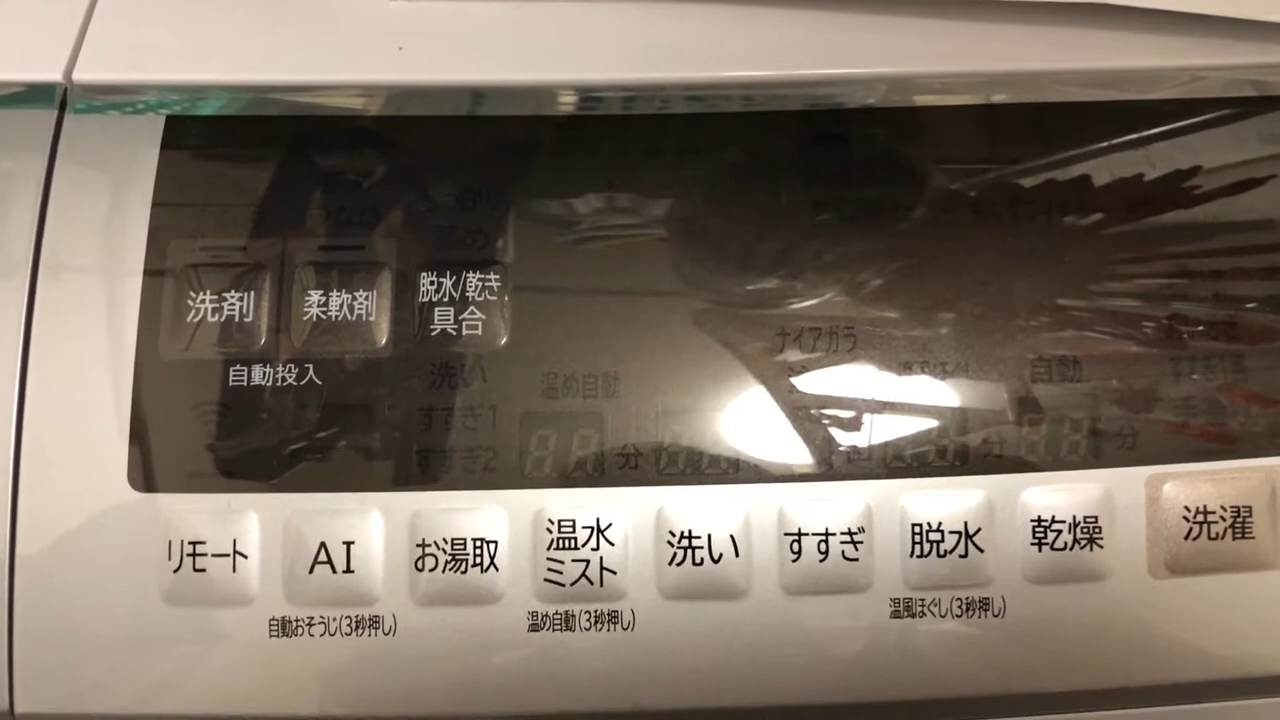 洗剤
柔軟剤
脱水/乾き
具合
自動投入
ナイアガラ
洗い
温め自動
自動
すすぎ1
すすぎ2
分
分
分
リモート
AI
お湯取
温水
ミスト
洗い
すすぎ
脱水
乾燥
洗濯
自動おそうじ(3秒押し)
温め自動(3秒押し)
温風ほぐし(3秒押し)